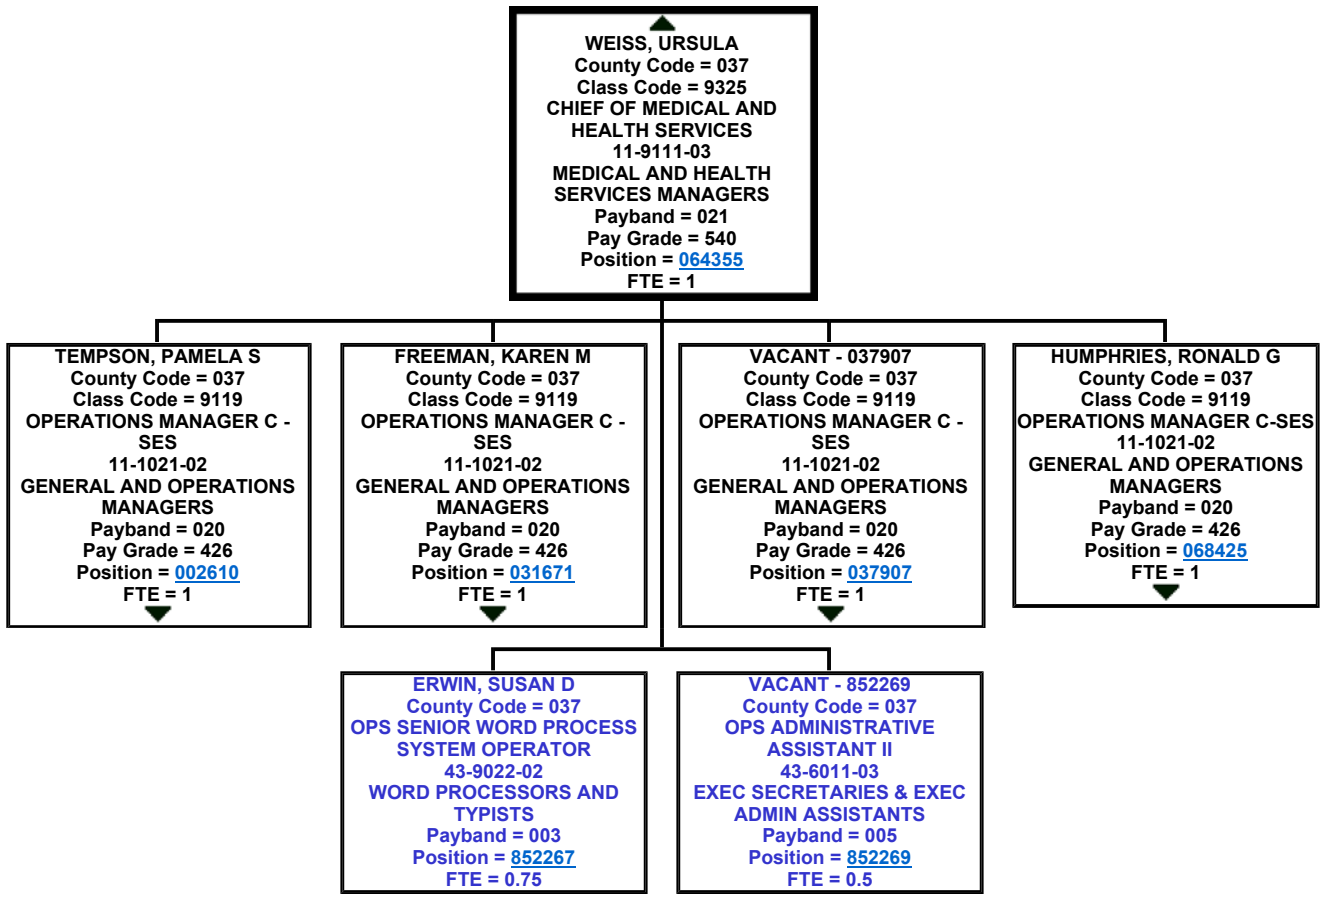 WEISS, URSULA
County Code = 037
Class Code = 9325
CHIEF OF MEDICAL AND
HEALTH SERVICES
11-9111-03
MEDICAL AND HEALTH
SERVICES MANAGERS
Payband = 021
Pay Grade = 540
Position = 064355
FTE = 1
TEMPSON, PAMELA S
County Code = 037
Class Code = 9119
OPERATIONS MANAGER C -
SES
11-1021-02
GENERAL AND OPERATIONS
MANAGERS
Payband = 020
Pay Grade = 426
Position = 002610
FTE = 1
FREEMAN, KAREN M
County Code = 037
Class Code = 9119
OPERATIONS MANAGER C -
SES
11-1021-02
GENERAL AND OPERATIONS
MANAGERS
Payband = 020
Pay Grade = 426
Position = 031671
FTE = 1
VACANT - 037907
County Code = 037
Class Code = 9119
OPERATIONS MANAGER C -
SES
11-1021-02
GENERAL AND OPERATIONS
MANAGERS
Payband = 020
Pay Grade = 426
Position = 037907
FTE = 1
HUMPHRIES, RONALD G
County Code = 037
Class Code = 9119
OPERATIONS MANAGER C-SES
11-1021-02
GENERAL AND OPERATIONS
MANAGERS
Payband = 020
Pay Grade = 426
Position = 068425
FTE = 1
ERWIN, SUSAN D
County Code = 037
OPS SENIOR WORD PROCESS
SYSTEM OPERATOR
43-9022-02
WORD PROCESSORS AND
TYPISTS
Payband = 003
Position = 852267
FTE = 0.75
VACANT - 852269
County Code = 037
OPS ADMINISTRATIVE
ASSISTANT II
43-6011-03
EXEC SECRETARIES & EXEC
ADMIN ASSISTANTS
Payband = 005
Position = 852269
FTE = 0.5